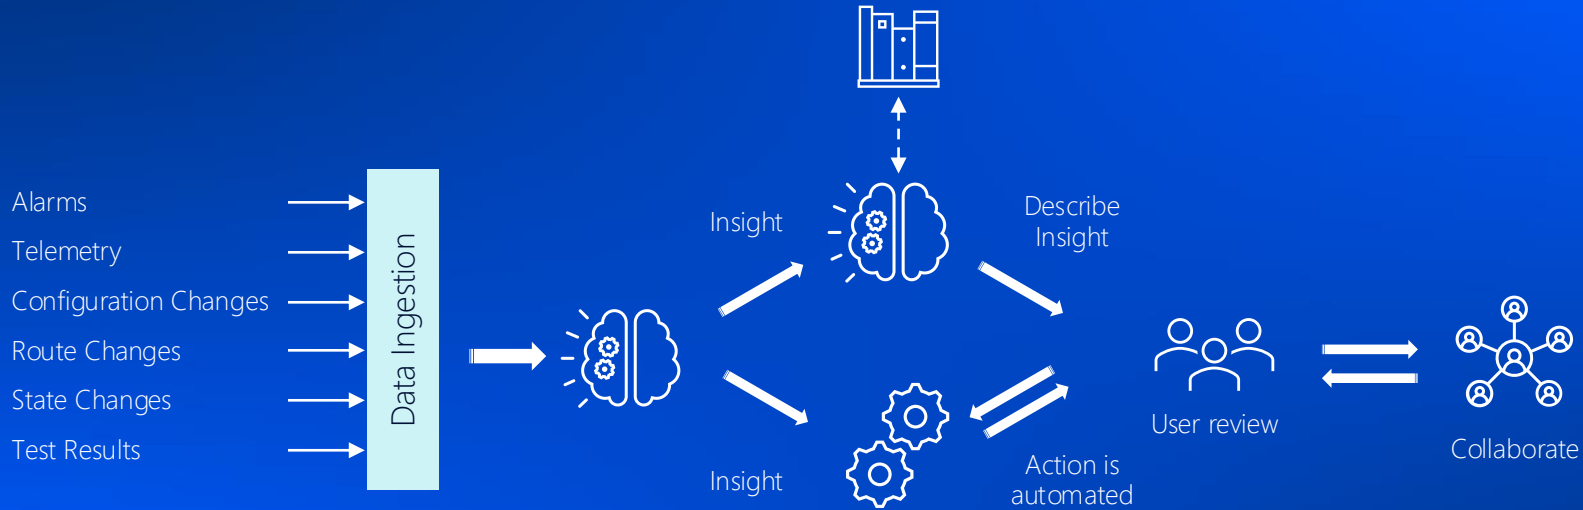 Alarms
Telemetry
Configuration Changes
Route Changes
State Changes
Test Results
Data Ingestion
Insight
Insight
Describe
Insight
Action is
automated
User review
Collaborate